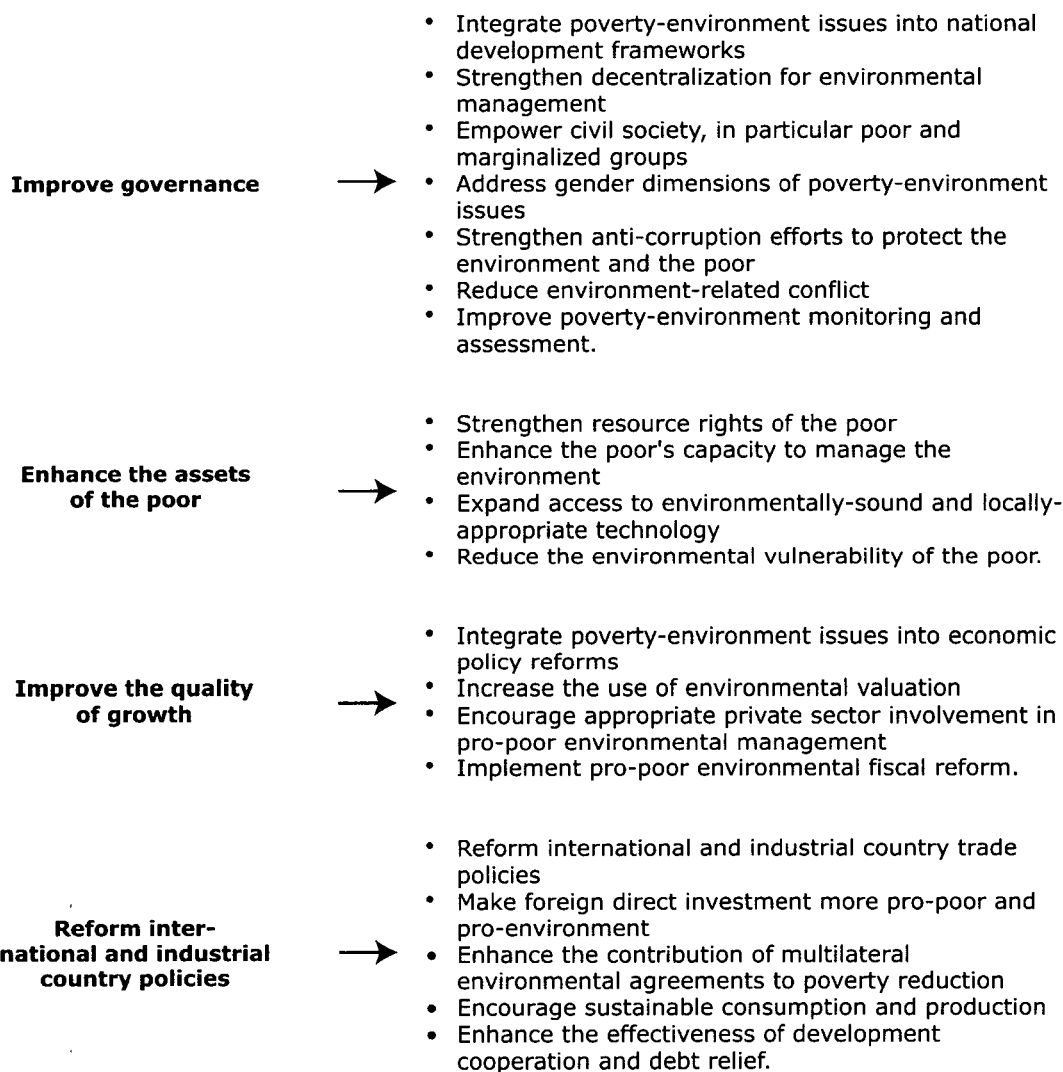 • Integrate poverty-environment issues into national
development frameworks
• Strengthen decentralization for environmental
management
• Empower civil society, in particular poor and
marginalized groups
Improve governance
• Address gender dimensions of poverty-environment
issues
• Strengthen anti-corruption efforts to protect the
environment and the poor
• Reduce environment-related conflict
• Improve poverty-environment monitoring and
assessment.
Enhance the assets
of the poor
• Strengthen resource rights of the poor
• Enhance the poor's capacity to manage the
environment
• Expand access to environmentally-sound and locally-
appropriate technology
• Reduce the environmental vulnerability of the poor.
Improve the quality
of growth
• Integrate poverty-environment issues into economic
policy reforms
• Increase the use of environmental valuation
• Encourage appropriate private sector involvement in
pro-poor environmental management
• Implement pro-poor environmental fiscal reform.
Reform inter-
national and industrial
country policies
• Reform international and industrial country trade
policies
• Make foreign direct investment more pro-poor and
pro-environment
• Enhance the contribution of multilateral
environmental agreements to poverty reduction
• Encourage sustainable consumption and production
• Enhance the effectiveness of development
cooperation and debt relief.